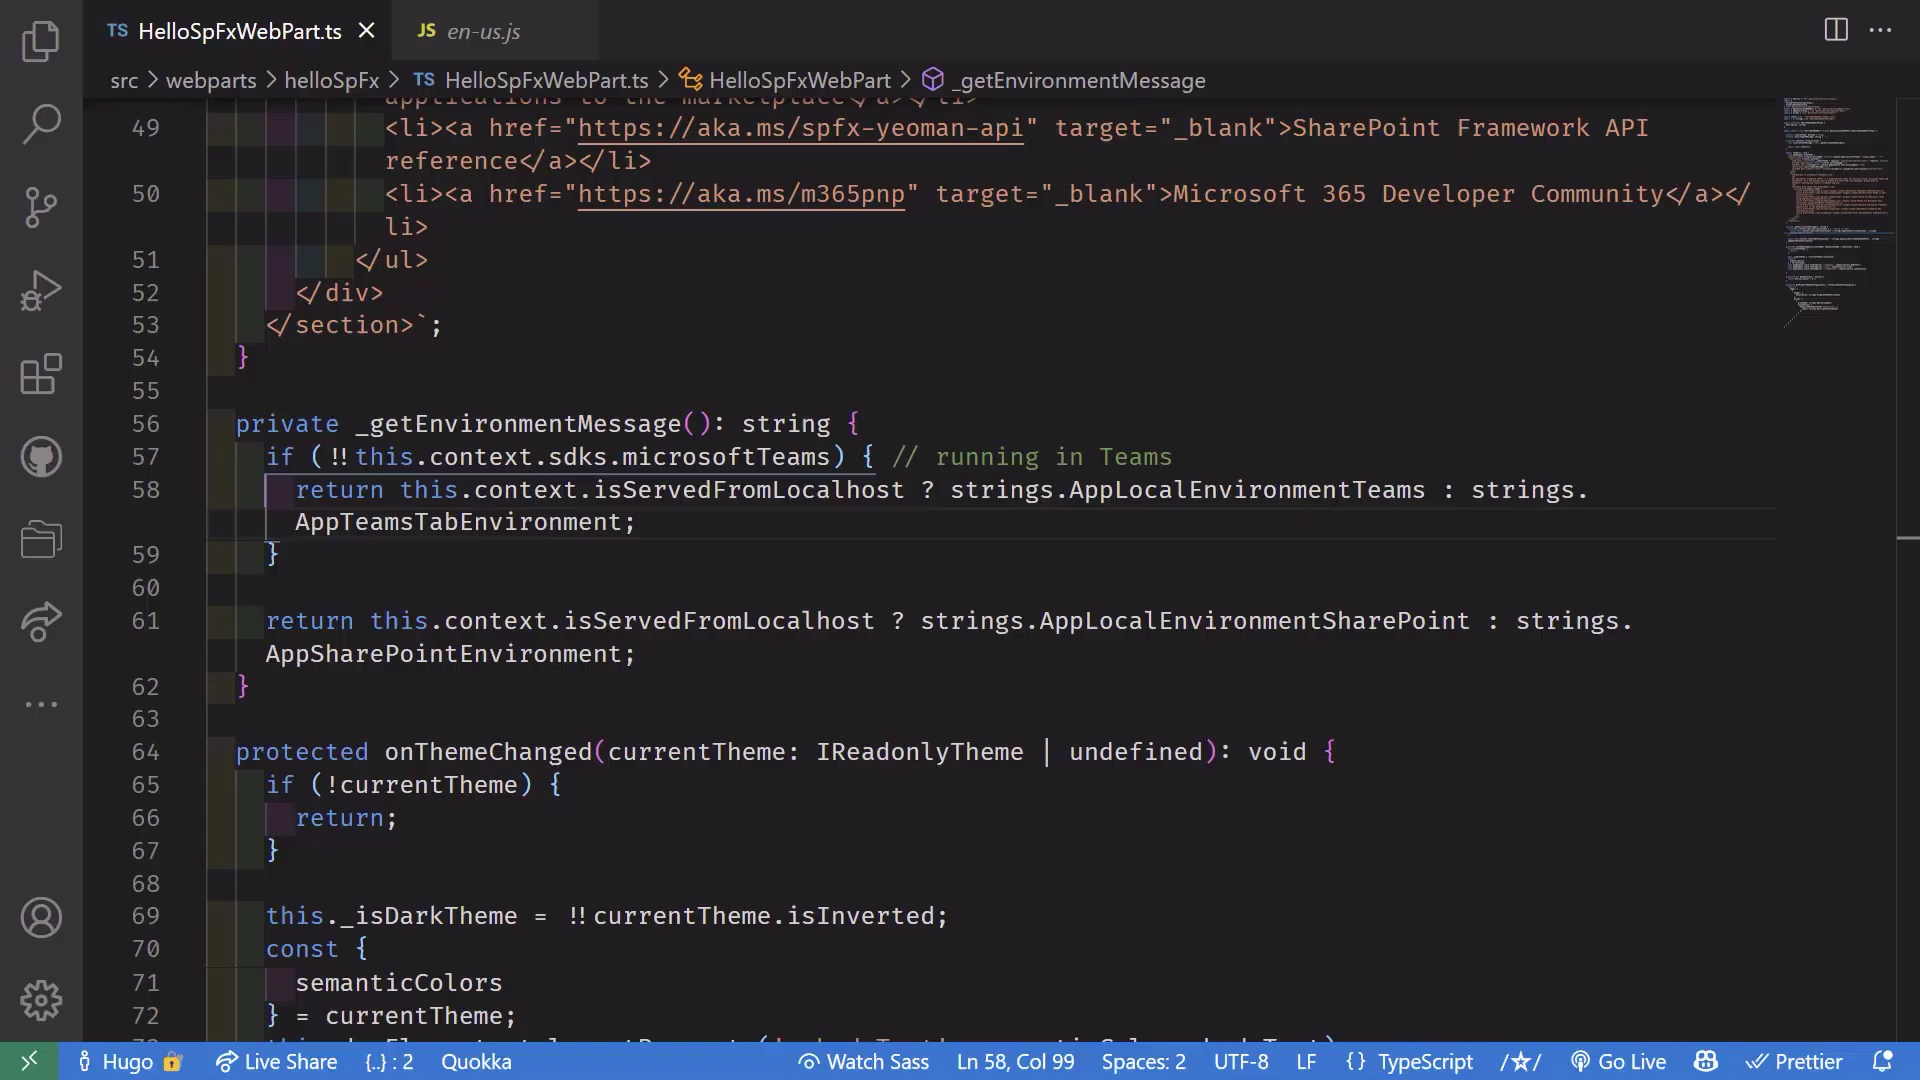 TS HelloSpFxWebPart.ts JS en-us.js
src > webparts > helloSpFx > TS HelloSpFxWebPart.ts > HelloSpFxWebPart > _getEnvironmentMessage
applications to the marketplace</a></li>
49 <li><a href="https://aka.ms/spfx-yeoman-api" target="_blank">SharePoint Framework API
reference</a></li>
50 <li><a href="https://aka.ms/m365pnp" target="_blank">Microsoft 365 Developer Community</a></
li>
51 </ul>
52 </div>
53 </section>`;
54 }
55
56 private _getEnvironmentMessage(): string {
57 if (!!this.context.sdks.microsoftTeams) { // running in Teams
58 return this.context.isServedFromLocalhost ? strings.AppLocalEnvironmentTeams : strings.
AppTeamsTabEnvironment;
59 }
60
61 return this.context.isServedFromLocalhost ? strings.AppLocalEnvironmentSharePoint : strings.
AppSharePointEnvironment;
62 }
63
64 protected onThemeChanged(currentTheme: IReadonlyTheme | undefined): void {
65 if (!currentTheme) {
66 return;
67 }
68
69 this._isDarkTheme = !!currentTheme.isInverted;
70 const {
71 semanticColors
72 } = currentTheme;
Hugo Live Share {..} : 2 Quokka Watch Sass Ln 58, Col 99 Spaces: 2 UTF-8 LF {} TypeScript /☆/ Go Live Prettier